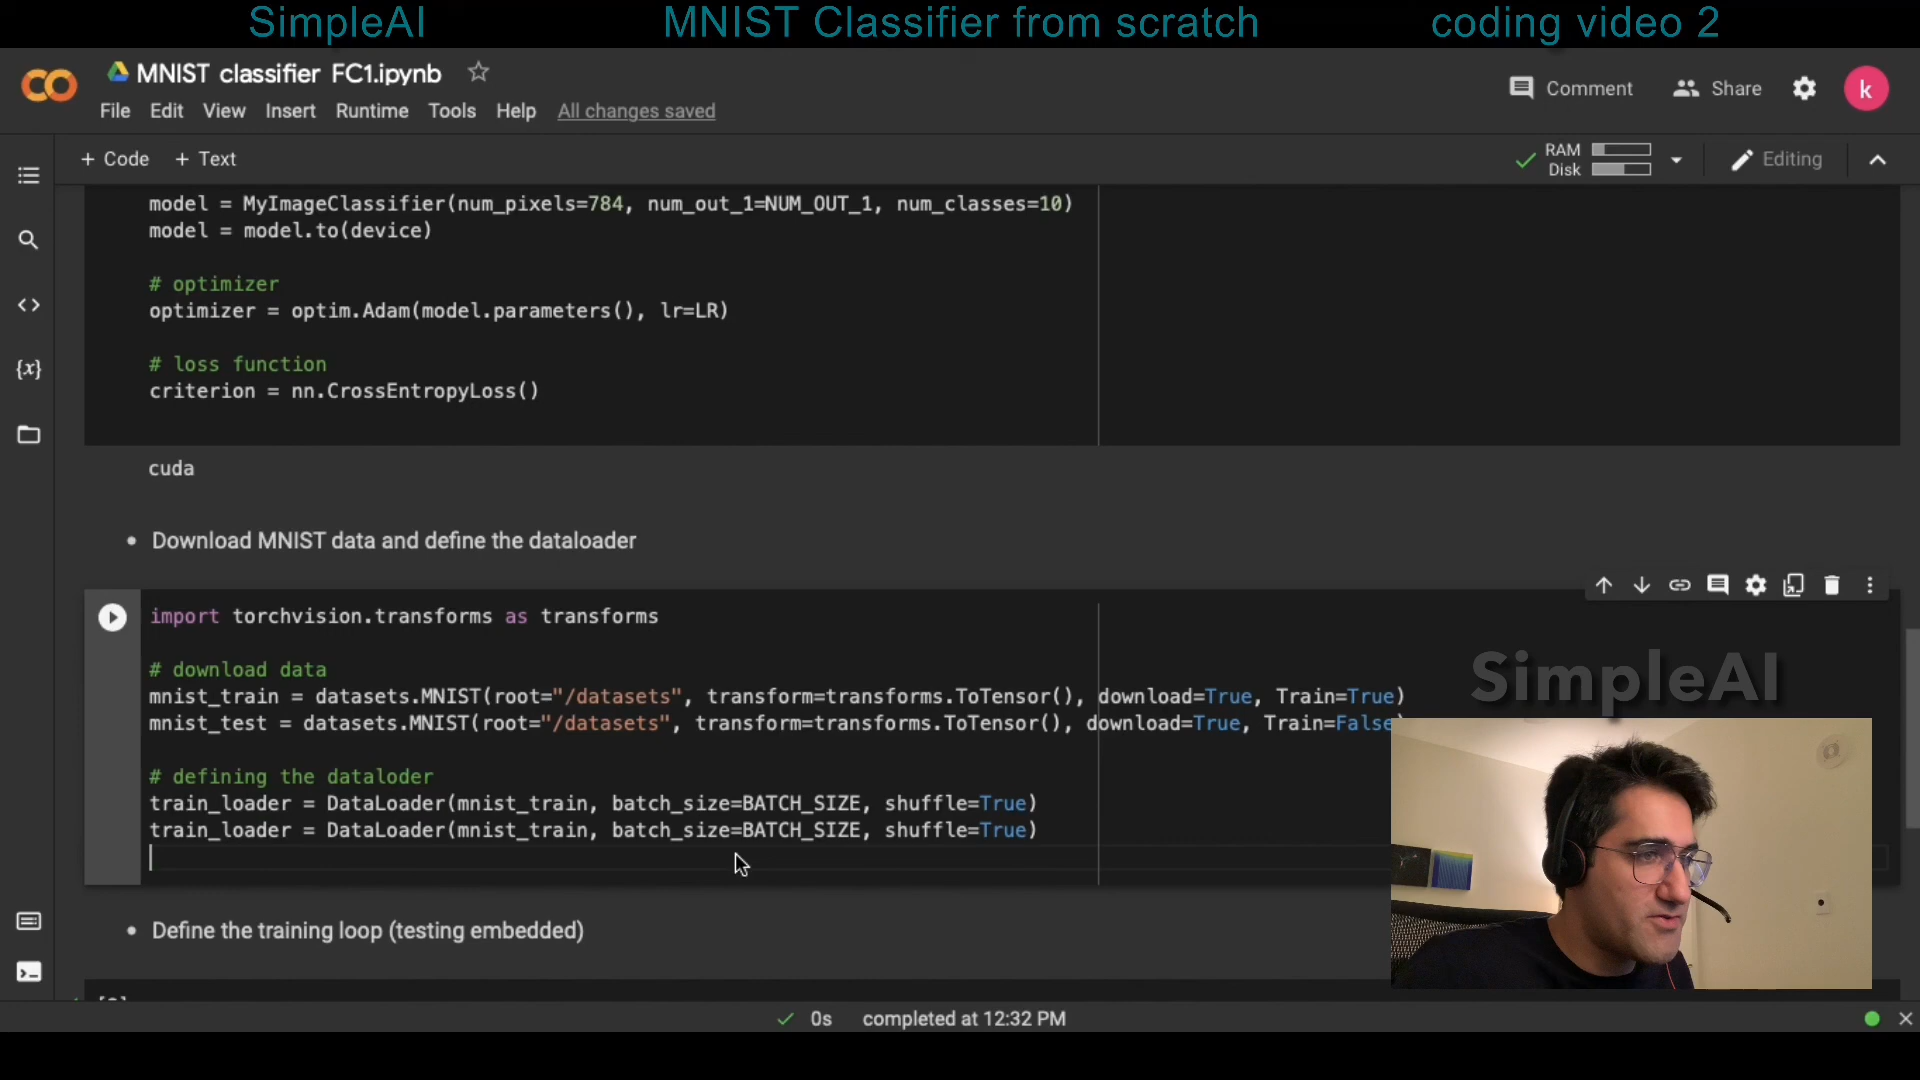 SimpleAI MNIST Classifier from scratch coding video 2
MNIST classifier FC1.ipynb
Comment Share k
File Edit View Insert Runtime Tools Help All changes saved
+ Code + Text
RAM
Disk
Editing
model = MyImageClassifier(num_pixels=784, num_out_1=NUM_OUT_1, num_classes=10)
model = model.to(device)
# optimizer
optimizer = optim.Adam(model.parameters(), lr=LR)
# loss function
criterion = nn.CrossEntropyLoss()
cuda
• Download MNIST data and define the dataloader
import torchvision.transforms as transforms
# download data
mnist_train = datasets.MNIST(root="/datasets", transform=transforms.ToTensor(), download=True, Train=True)
mnist_test = datasets.MNIST(root="/datasets", transform=transforms.ToTensor(), download=True, Train=False
SimpleAI
# defining the dataloder
train_loader = DataLoader(mnist_train, batch_size=BATCH_SIZE, shuffle=True)
train_loader = DataLoader(mnist_train, batch_size=BATCH_SIZE, shuffle=True)
• Define the training loop (testing embedded)
0s completed at 12:32 PM